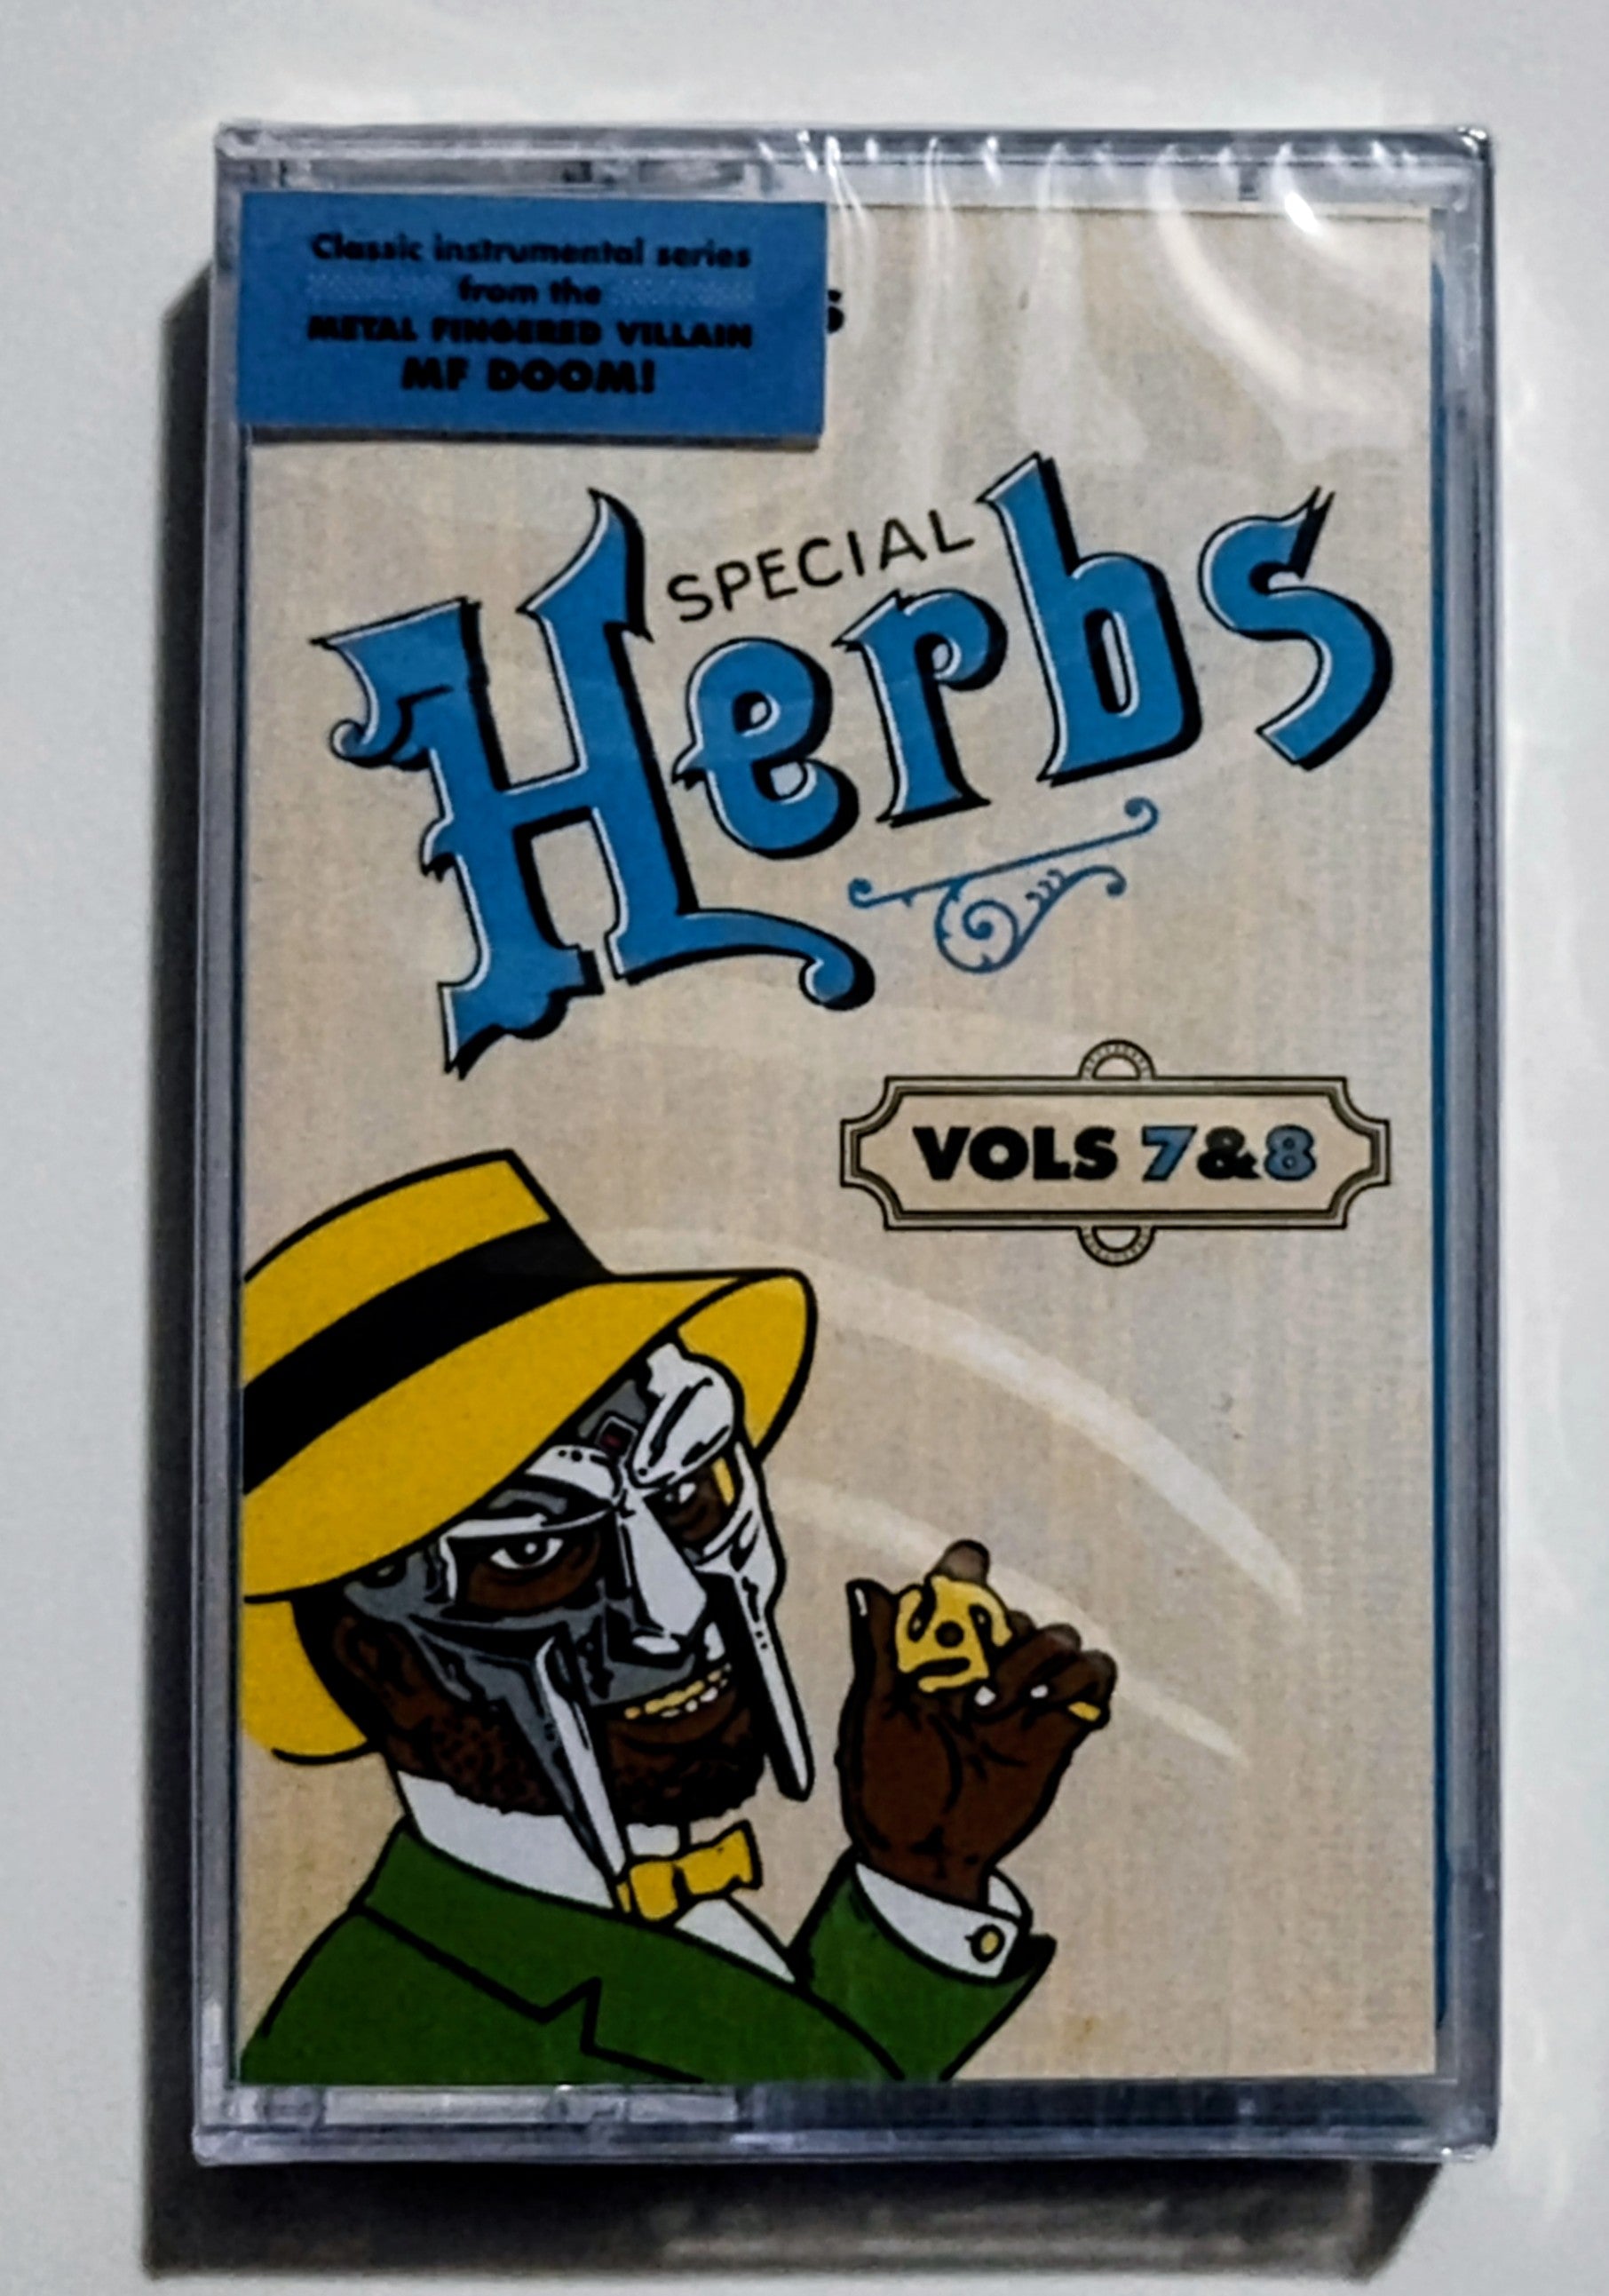 Classic instrumental series
from the
METAL FINGERED VILLAIN
MF DOOM!
SPECIAL
Herbs
VOLS 7&8